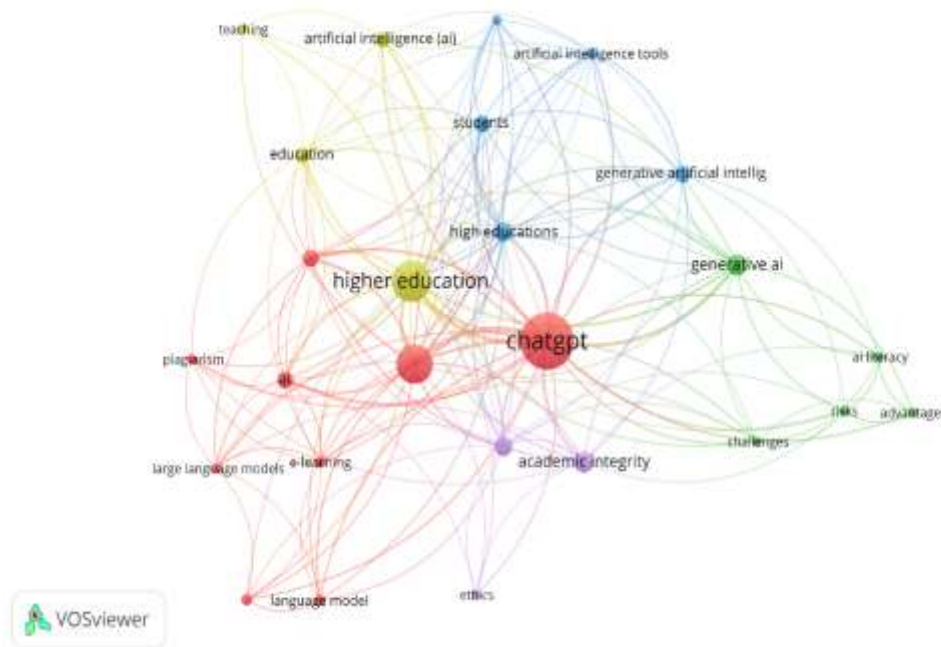 teaching
artificial intelligence (ai)
artificial intelligence tools
students
education
generative artificial intellig
high educations
generative ai
higher education
chatgpt
plagiarism
ai literacy
ai
risks
advantage
challenges
large language models
e-learning
academic integrity
language model
ethics
VOSviewer